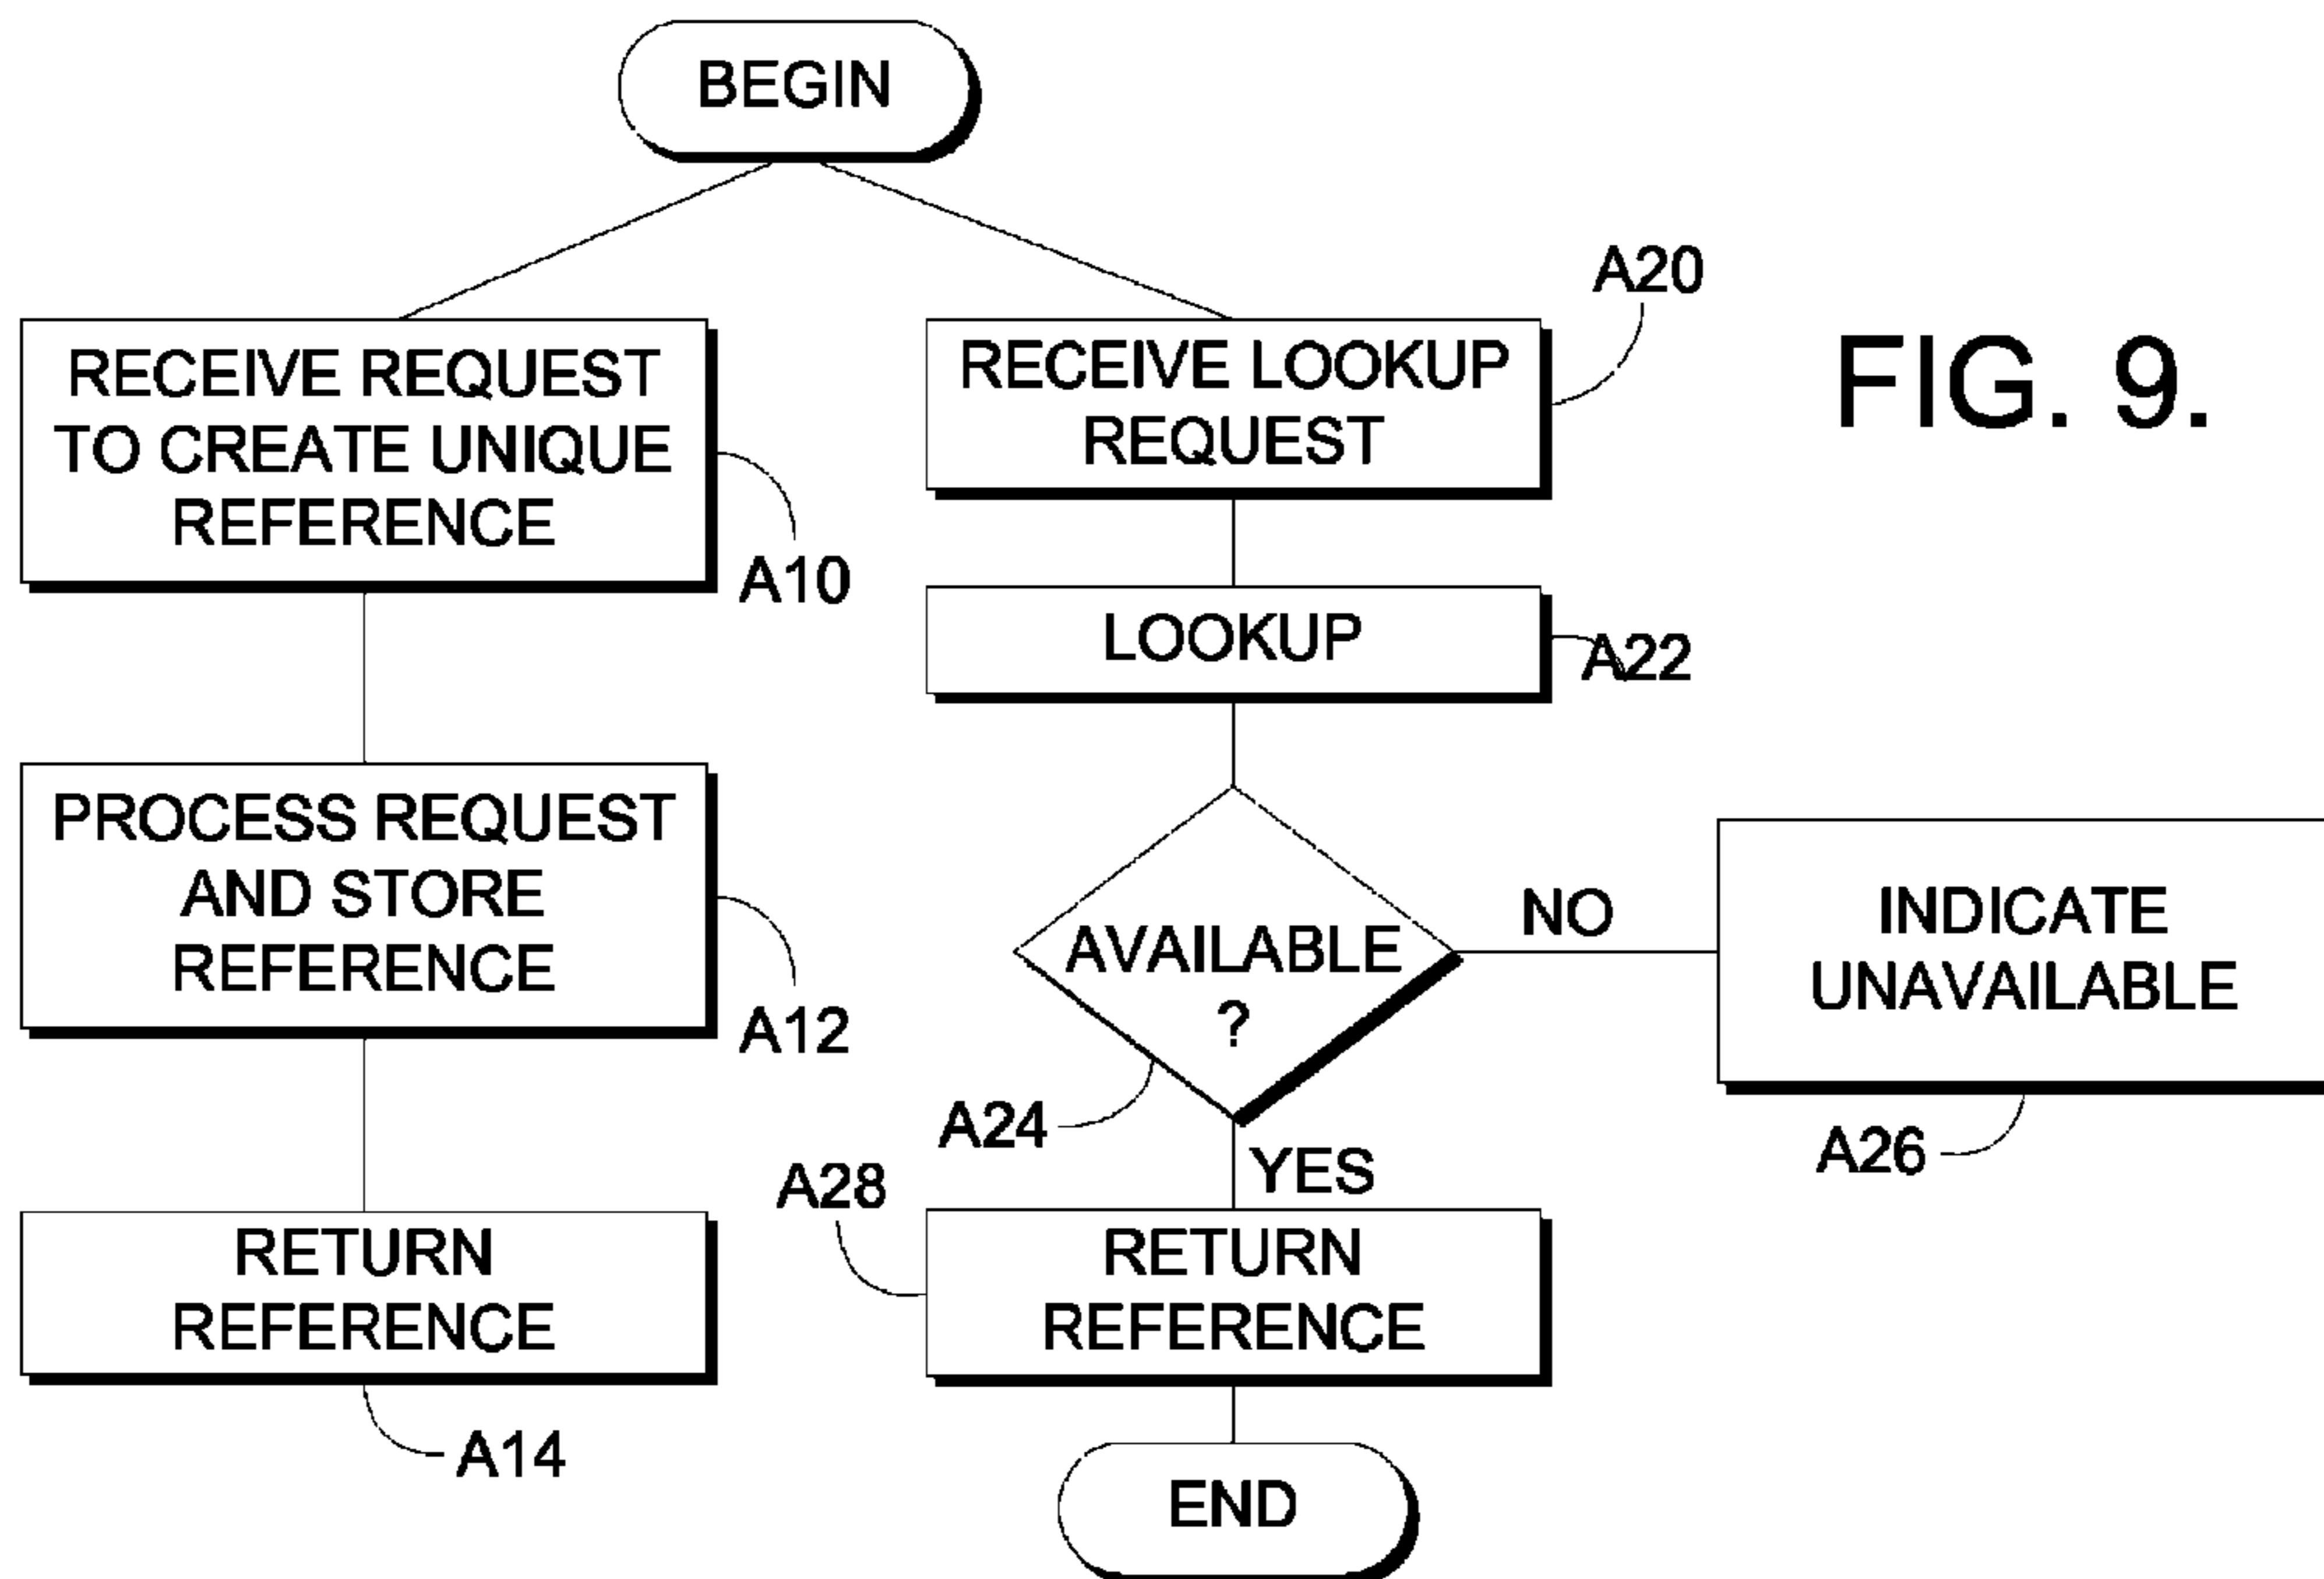 BEGIN
RECEIVE REQUEST
TO CREATE UNIQUE
REFERENCE
A10
PROCESS REQUEST
AND STORE
REFERENCE
A12
RETURN
REFERENCE
A14
RECEIVE LOOKUP
REQUEST
A20
LOOKUP
A22
AVAILABLE
?
A24
NO
INDICATE
UNAVAILABLE
A26
YES
A28
RETURN
REFERENCE
END
FIG. 9.